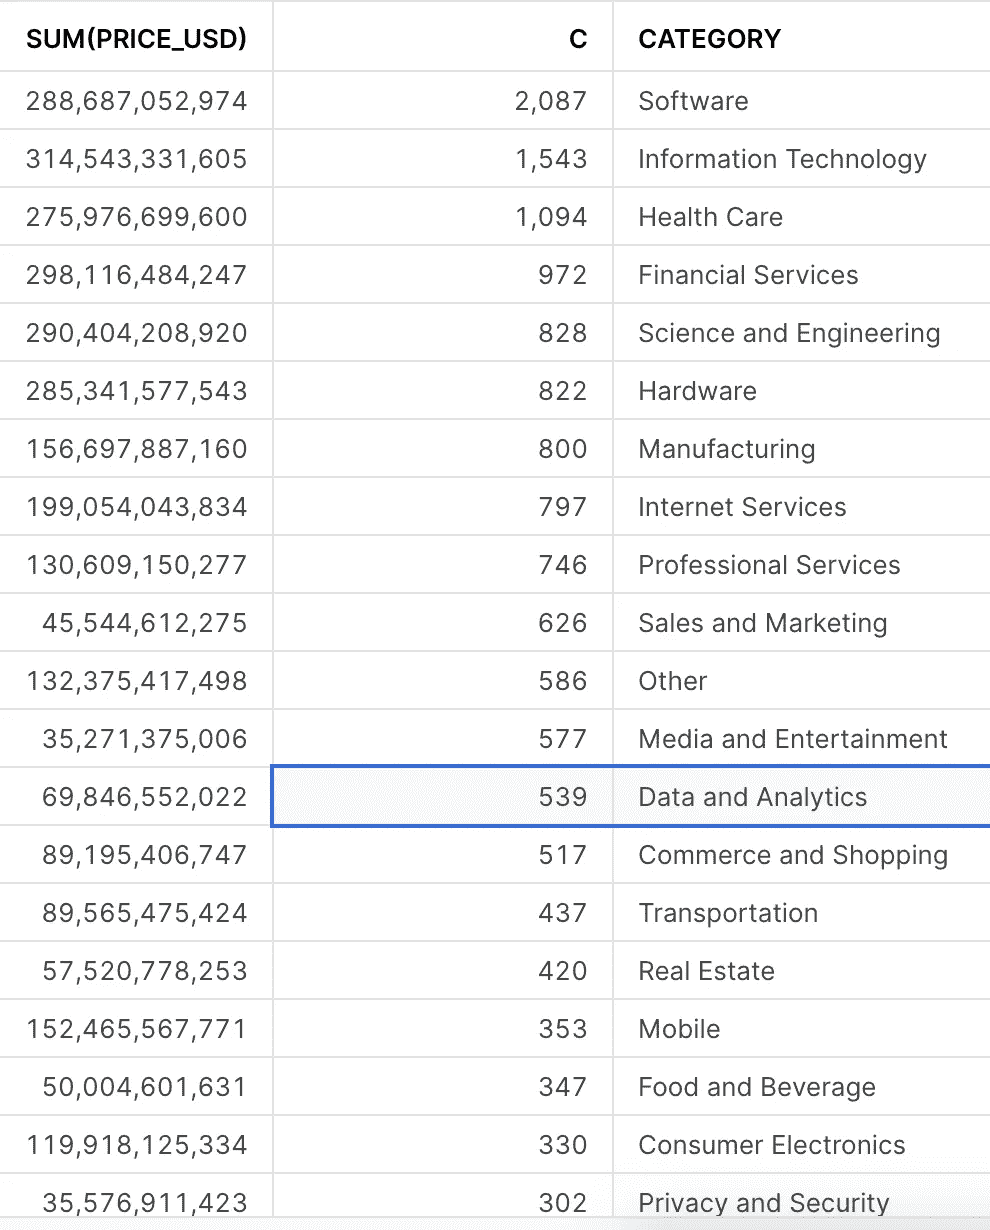 SUM(PRICE_USD) C CATEGORY
288,687,052,974 2,087 Software
314,543,331,605 1,543 Information Technology
275,976,699,600 1,094 Health Care
298,116,484,247 972 Financial Services
290,404,208,920 828 Science and Engineering
285,341,577,543 822 Hardware
156,697,887,160 800 Manufacturing
199,054,043,834 797 Internet Services
130,609,150,277 746 Professional Services
45,544,612,275 626 Sales and Marketing
132,375,417,498 586 Other
35,271,375,006 577 Media and Entertainment
69,846,552,022 539 Data and Analytics
89,195,406,747 517 Commerce and Shopping
89,565,475,424 437 Transportation
57,520,778,253 420 Real Estate
152,465,567,771 353 Mobile
50,004,601,631 347 Food and Beverage
119,918,125,334 330 Consumer Electronics
35,576,911,423 302 Privacy and Security